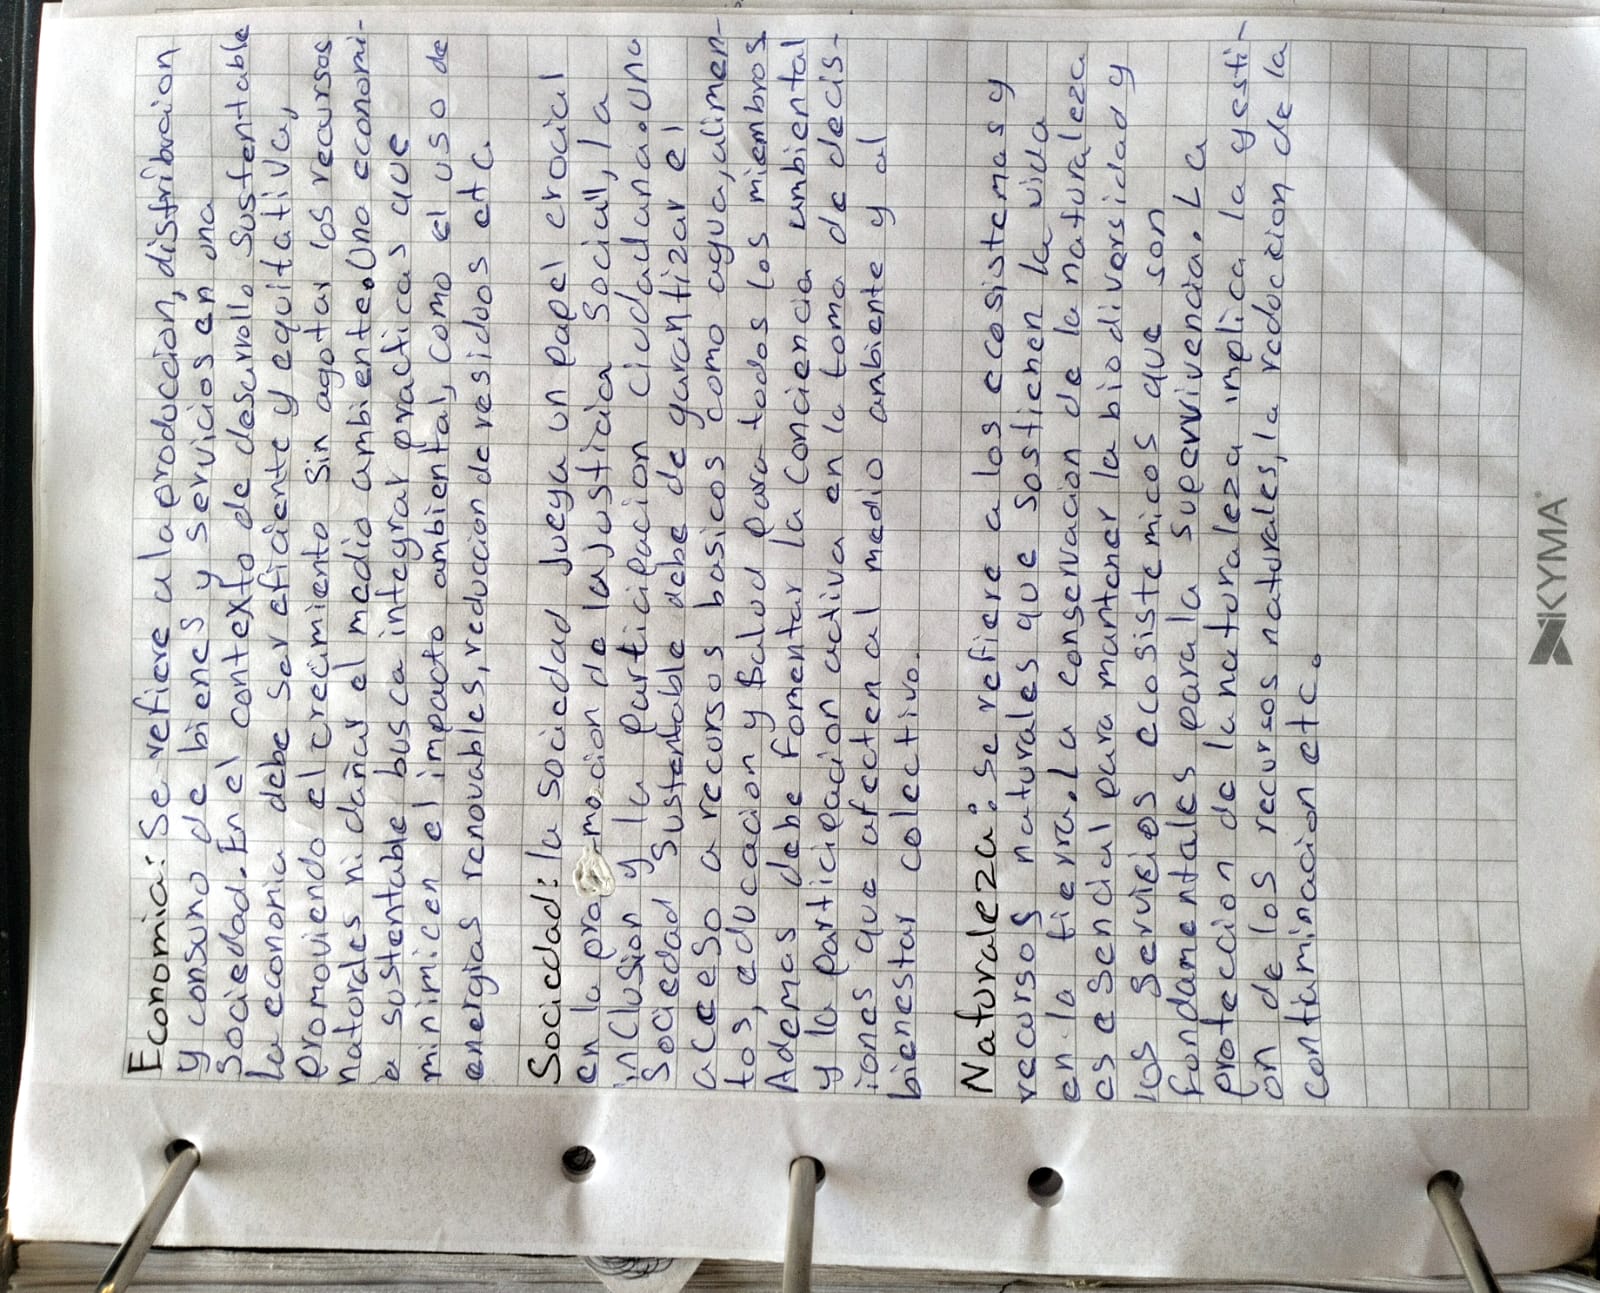 Economia: Se refiere a la produccion, distribucion
y consumo de bienes y servicios en una
Sociedad. En el contexto de desarrollo sustentable
la economia debe ser eficiente y equitativa,
promoviendo el crecimiento sin agotar los recursos
naturales ni dañar el medio ambiente. Una economi-
a sustentable busca integrar practicas que
minimicen el impacto ambiental, como el uso de
energias renovables, reduccion de residuos etc.
Sociedad: la sociedad Juega un papel crucial
en la pro-mocion de la Justicia Social, la
inclusion y la participacion ciudadana. una
Sociedad Sustentable debe de garantizar el
acceso a recursos basicos como agua, alimen-
tos, educacion y Salud para todos los miembros
Ademas debe fomentar la conciencia ambiental
y la participacion activa en la toma de decis-
iones que afecten al medio ambiente y al
bienestar colectivo.
Naturaleza: se refiere a los ecosistemas y
recursos naturales que sostienen la vida
en la tierra. La conservacion de la naturaleza
es esencial para mantener la biodiversidad y
los servicios ecosistemicos que son
fundamentales para la supervivencia. La
proteccion de la naturaleza implica la gesti-
on de los recursos naturales, la reduccion de la
contaminacion etc.
KYMA